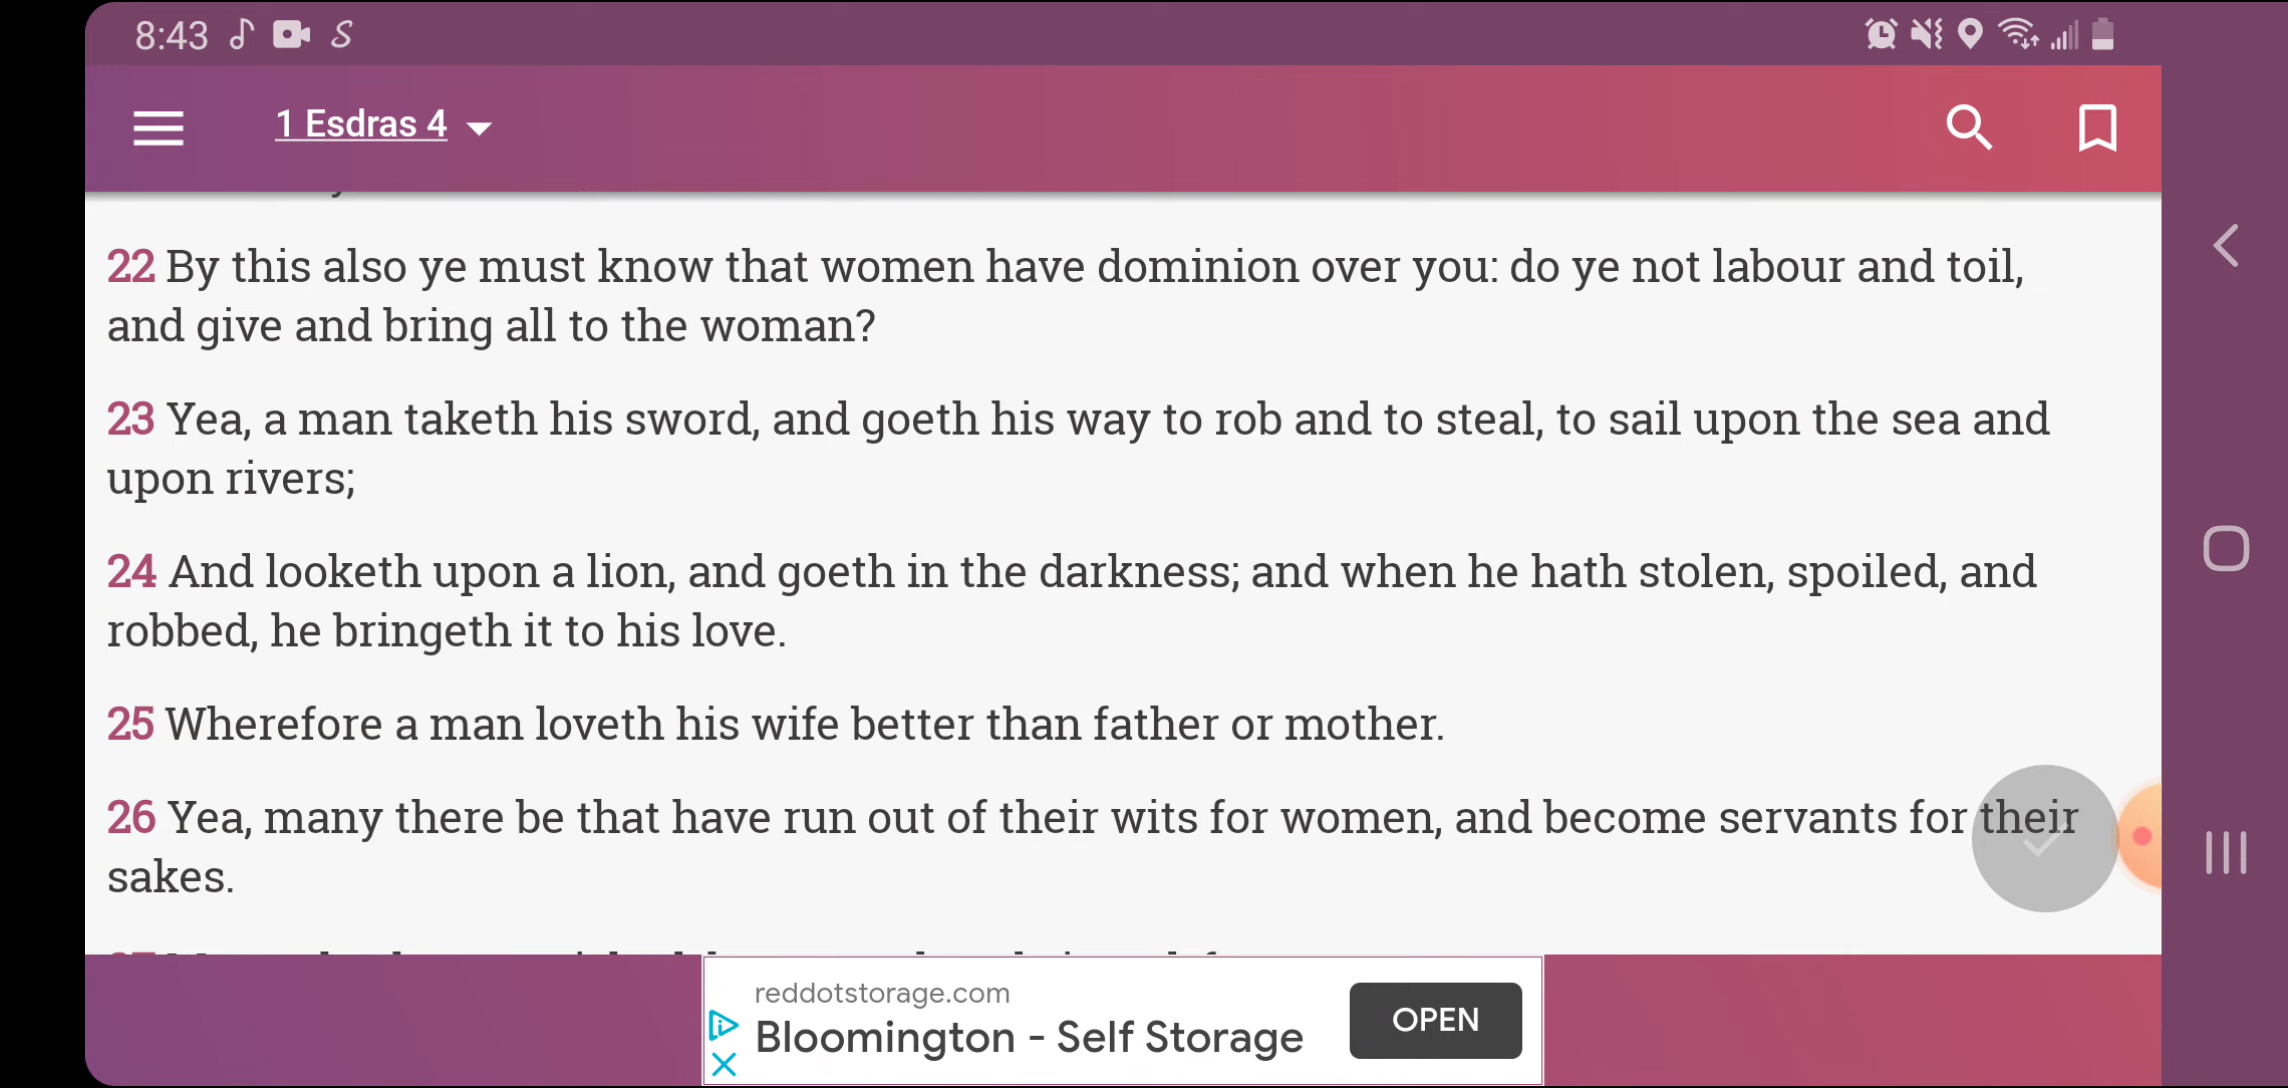 8:43
1 Esdras 4
22 By this also ye must know that women have dominion over you: do ye not labour and toil,
and give and bring all to the woman?
23 Yea, a man taketh his sword, and goeth his way to rob and to steal, to sail upon the sea and
upon rivers;
24 And looketh upon a lion, and goeth in the darkness; and when he hath stolen, spoiled, and
robbed, he bringeth it to his love.
25 Wherefore a man loveth his wife better than father or mother.
26 Yea, many there be that have run out of their wits for women, and become servants for their
sakes.
reddotstorage.com
Bloomington - Self Storage
OPEN